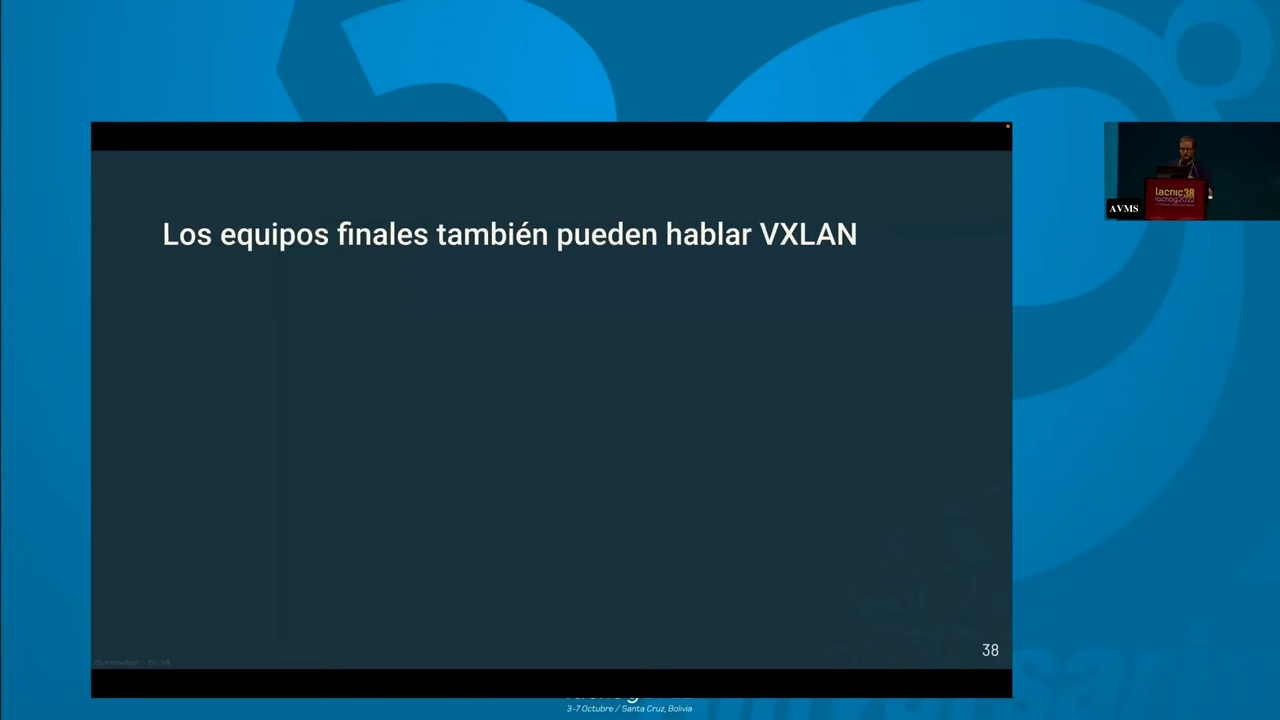 Los equipos finales también pueden hablar VXLAN
lacnic38
lacnog2022
AVMS
38
3-7 Octubre / Santa Cruz, Bolivia